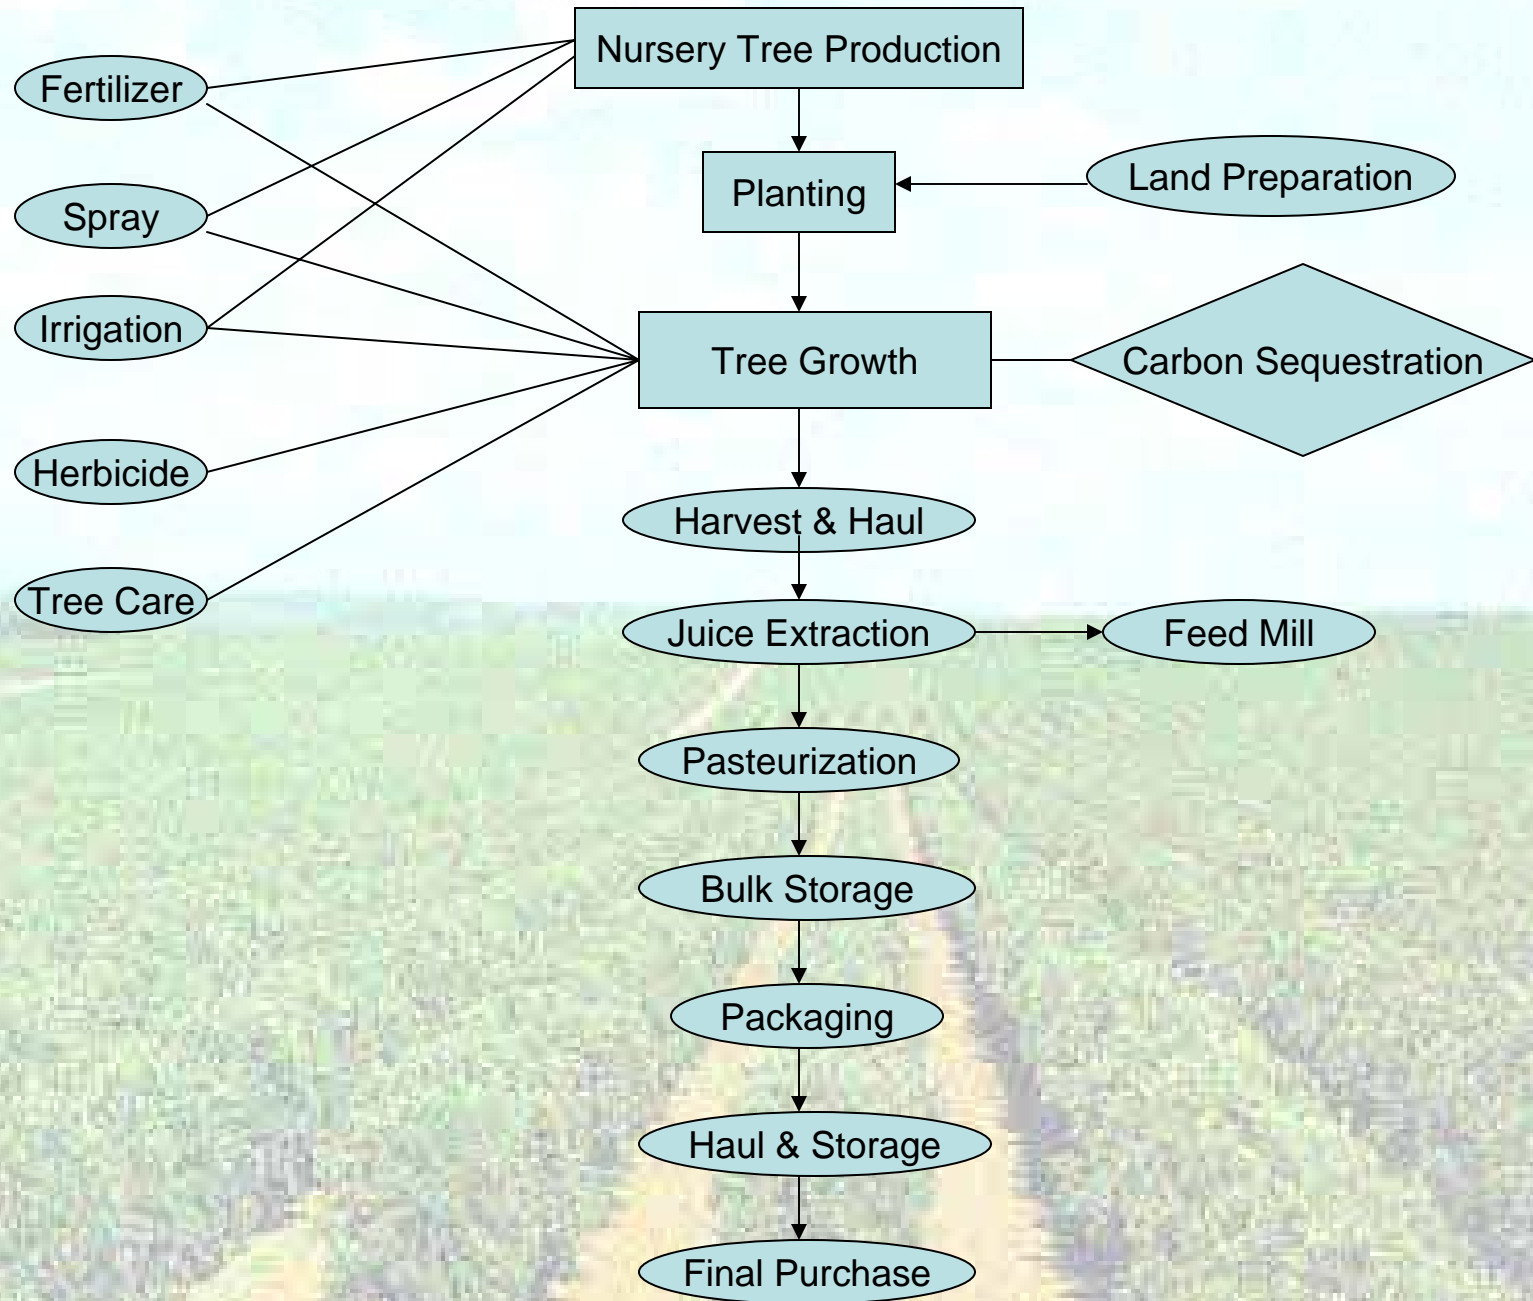 Nursery Tree Production
Fertilizer
Land Preparation
Planting
Spray
Irrigation
Tree Growth
Carbon Sequestration
Herbicide
Harvest & Haul
Tree Care
Juice Extraction
Feed Mill
Pasteurization
Bulk Storage
Packaging
Haul & Storage
Final Purchase